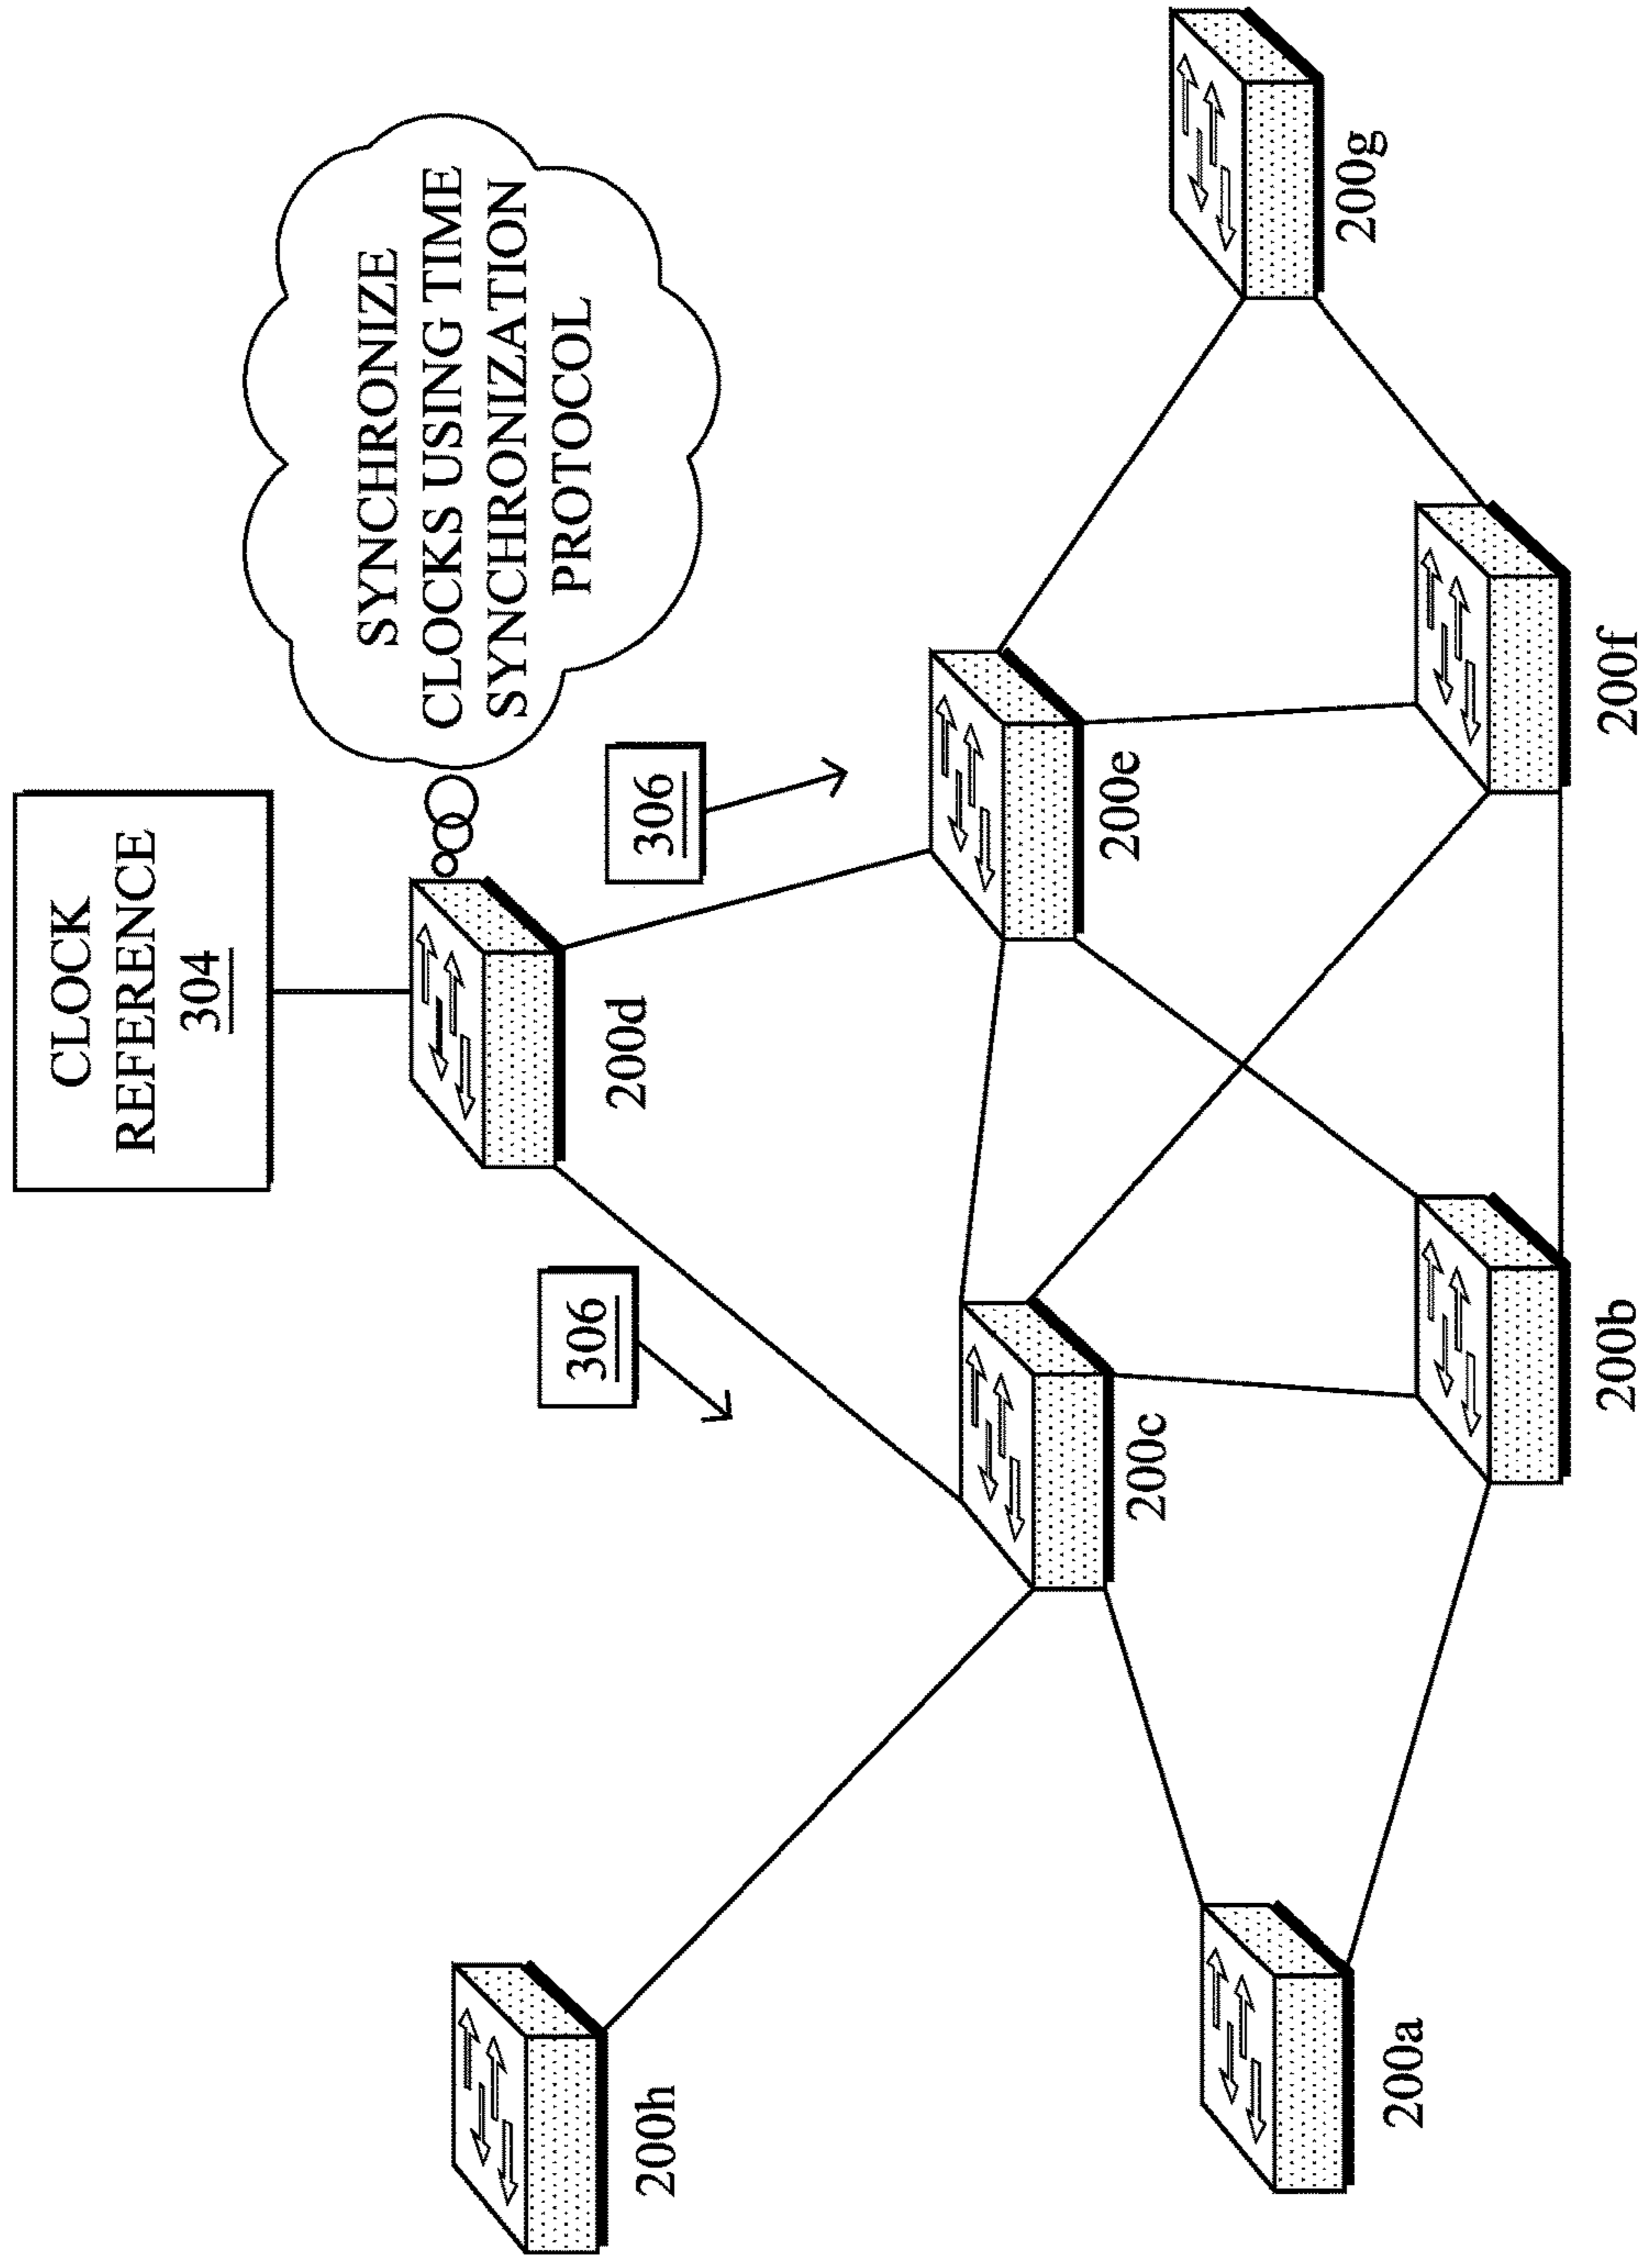 CLOCK
REFERENCE
304
SYNCHRONIZE
CLOCKS USING TIME
SYNCHRONIZATION
PROTOCOL
200h
200d
306
306
200c
200e
200a
200g
200b
200f